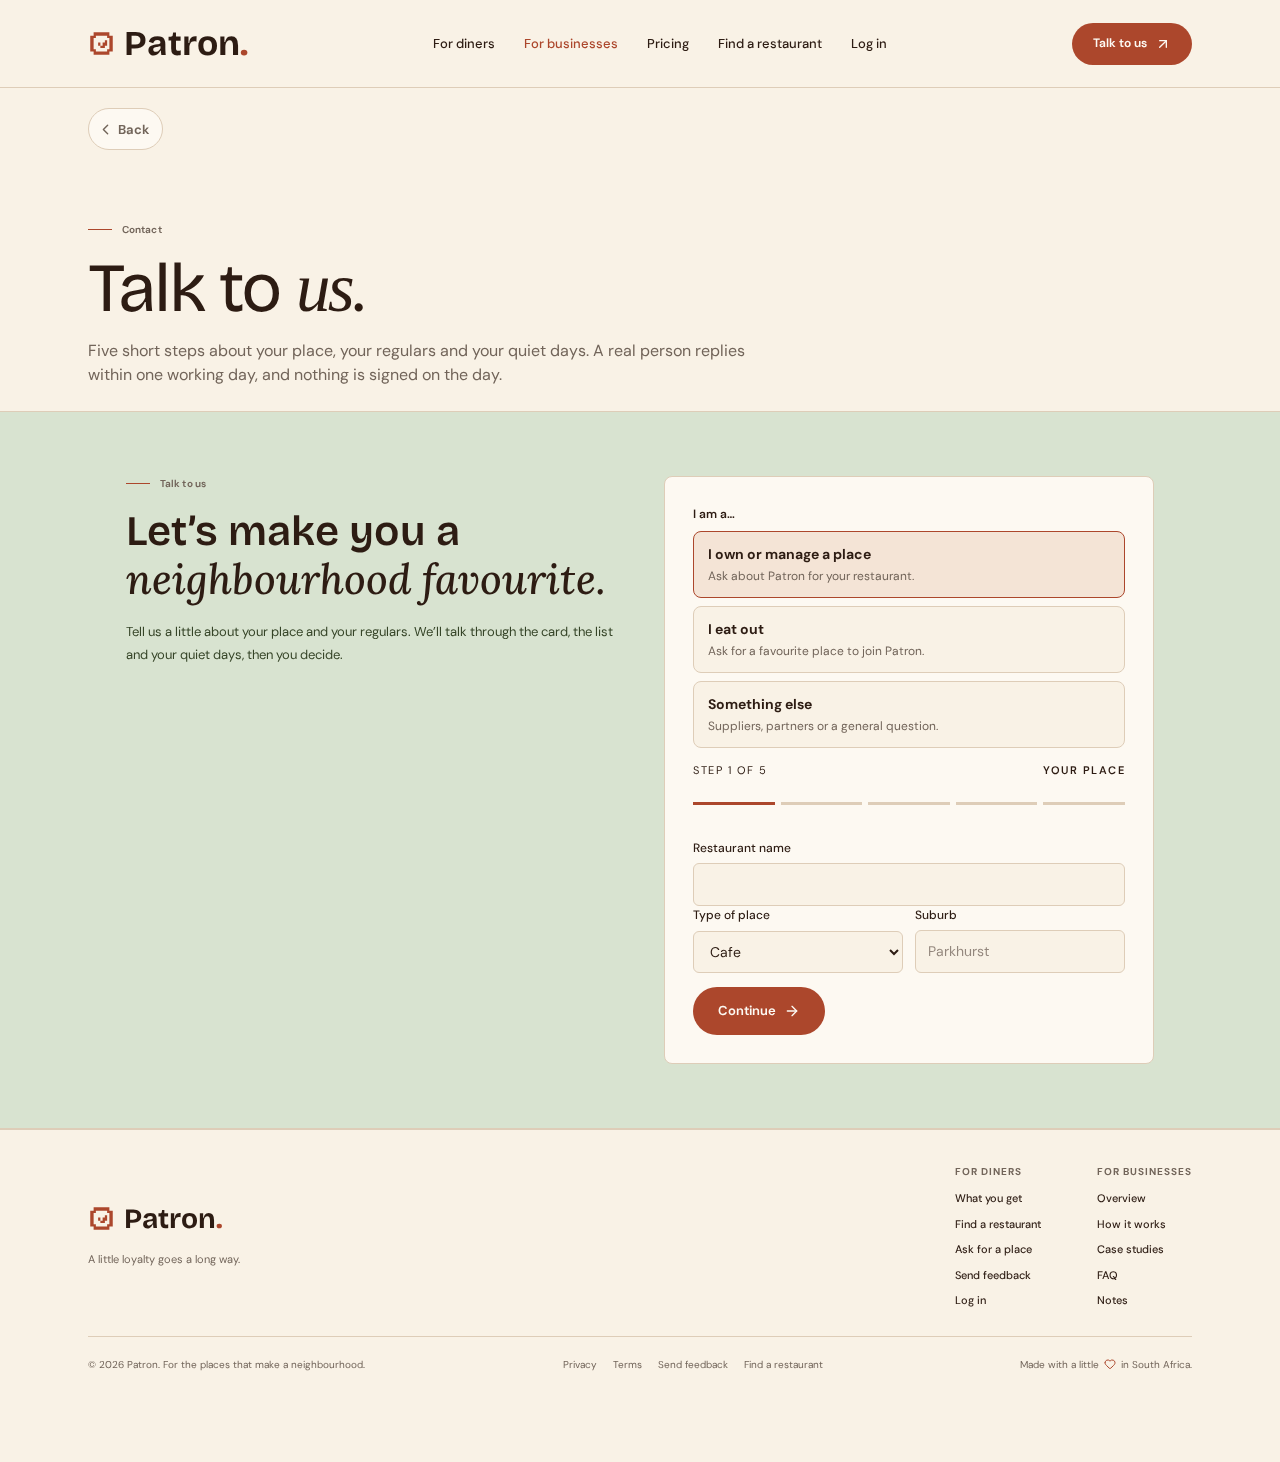 Patron.
For diners
For businesses
Pricing
Find a restaurant
Log in
Talk to us
Back
Contact
Talk to us.
Five short steps about your place, your regulars and your quiet days. A real person replies
within one working day, and nothing is signed on the day.
Talk to us
Let’s make you a
neighbourhood favourite.
Tell us a little about your place and your regulars. We’ll talk through the card, the list
and your quiet days, then you decide.
I am a…
I own or manage a place
Ask about Patron for your restaurant.
I eat out
Ask for a favourite place to join Patron.
Something else
Suppliers, partners or a general question.
STEP 1 OF 5
YOUR PLACE
Restaurant name
Type of place
Suburb
Cafe
Parkhurst
Continue
Patron.
A little loyalty goes a long way.
FOR DINERS
What you get
Find a restaurant
Ask for a place
Send feedback
Log in
FOR BUSINESSES
Overview
How it works
Case studies
FAQ
Notes
© 2026 Patron. For the places that make a neighbourhood.
Privacy
Terms
Send feedback
Find a restaurant
Made with a little ♡ in South Africa.